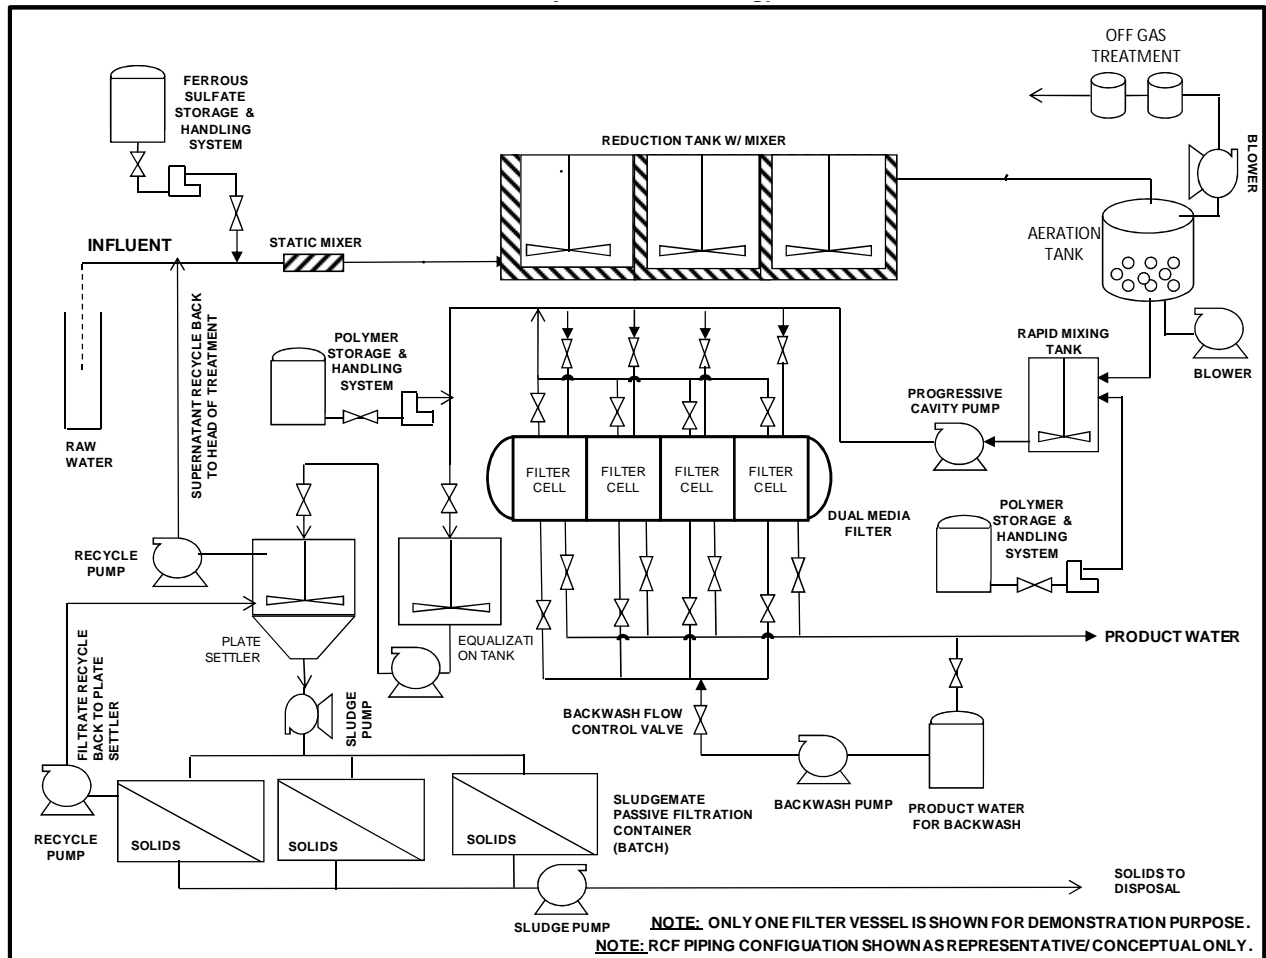 OFF GAS
TREATMENT
FERROUS
SULFATE
STORAGE &
HANDLING
SYSTEM
REDUCTION TANK W/ MIXER
BLOWER
INFLUENT
STATIC MIXER
AERATION
TANK
SUPERNATANT RECYCLE BACK
TO HEAD OF TREATMENT
POLYMER
STORAGE &
HANDLING
SYSTEM
RAPID MIXING
TANK
BLOWER
PROGRESSIVE
CAVITY PUMP
RAW
WATER
FILTER
CELL
FILTER
CELL
FILTER
CELL
FILTER
CELL
DUAL MEDIA
FILTER
POLYMER
STORAGE &
HANDLING
SYSTEM
RECYCLE
PUMP
PLATE
SETTLER
EQUALIZATI
ON TANK
PRODUCT WATER
FILTRATE RECYCLE
BACK TO PLATE
SETTLER
SLUDGE
PUMP
BACKWASH FLOW
CONTROL VALVE
BACKWASH PUMP
PRODUCT WATER
FOR BACKWASH
SLUDGEMATE
PASSIVE FILTRATION
CONTAINER
(BATCH)
RECYCLE
PUMP
SOLIDS
SOLIDS
SOLIDS
SOLIDS TO
DISPOSAL
SLUDGE PUMP
NOTE: ONLY ONE FILTER VESSEL IS SHOWN FOR DEMONSTRATION PURPOSE.
NOTE: RCF PIPING CONFIGUATION SHOWN AS REPRESENTATIVE/ CONCEPTUAL ONLY.